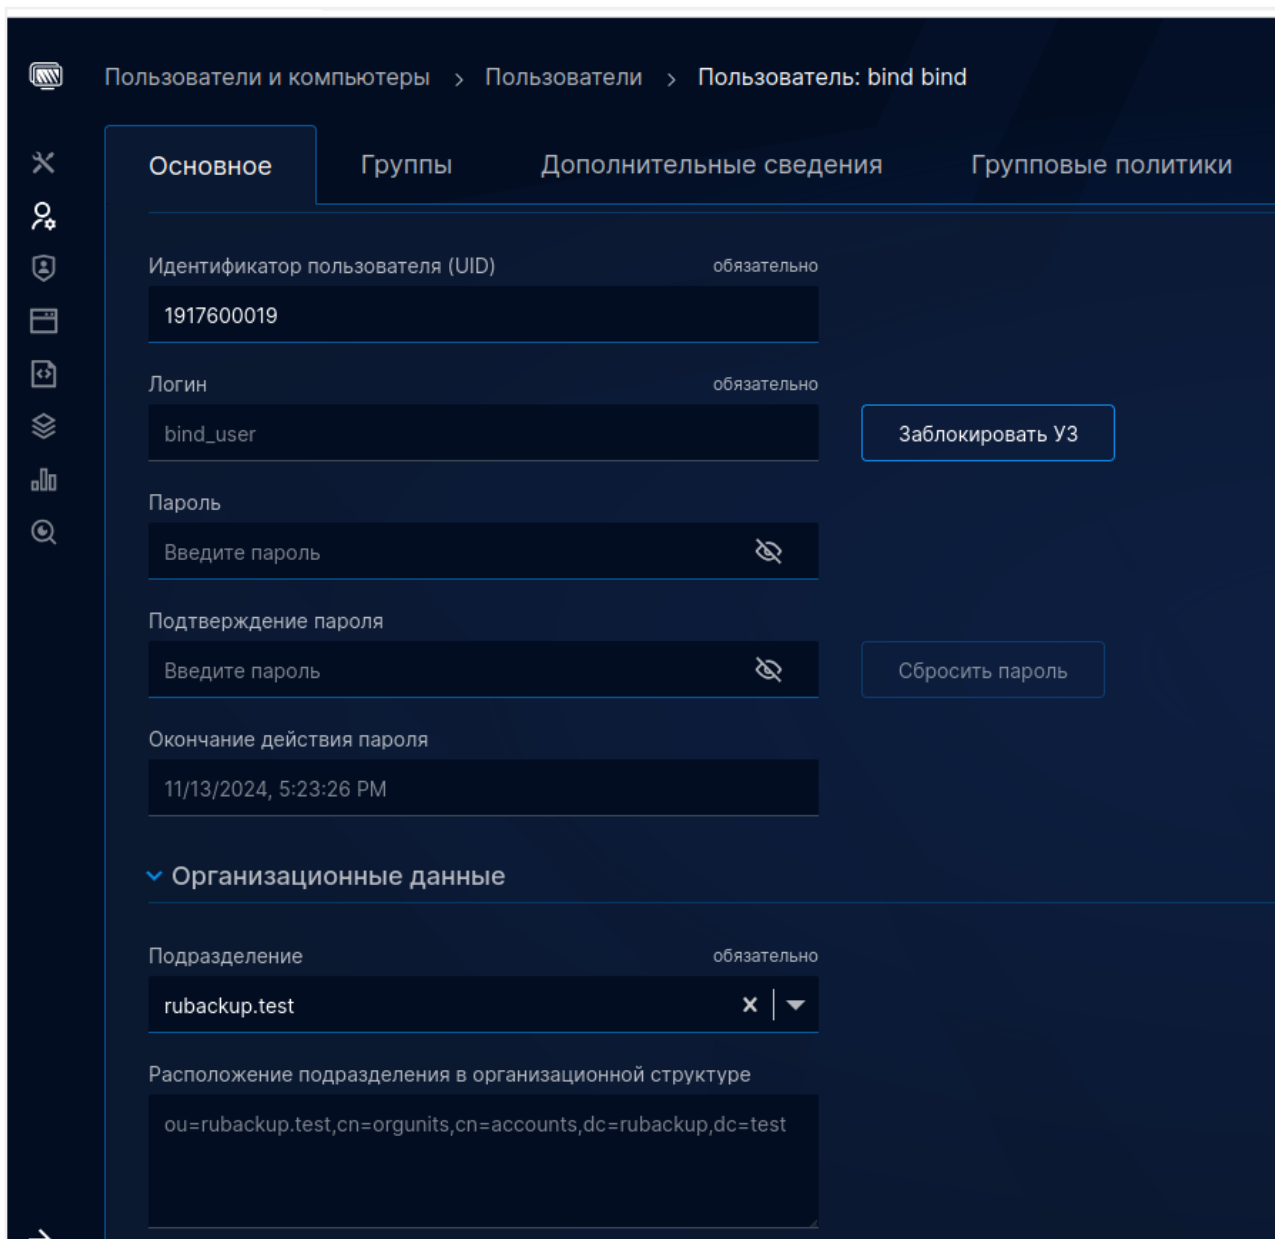 Пользователи и компьютеры > Пользователи > Пользователь: bind bind
Основное Группы Дополнительные сведения Групповые политики
Идентификатор пользователя (UID) обязательно
1917600019
Логин обязательно
bind_user Заблокировать УЗ
Пароль
Введите пароль
Подтверждение пароля
Введите пароль Сбросить пароль
Окончание действия пароля
11/13/2024, 5:23:26 PM
Организационные данные
Подразделение обязательно
rubackup.test
Расположение подразделения в организационной структуре
ou=rubackup.test,cn=orgunits,cn=accounts,dc=rubackup,dc=test